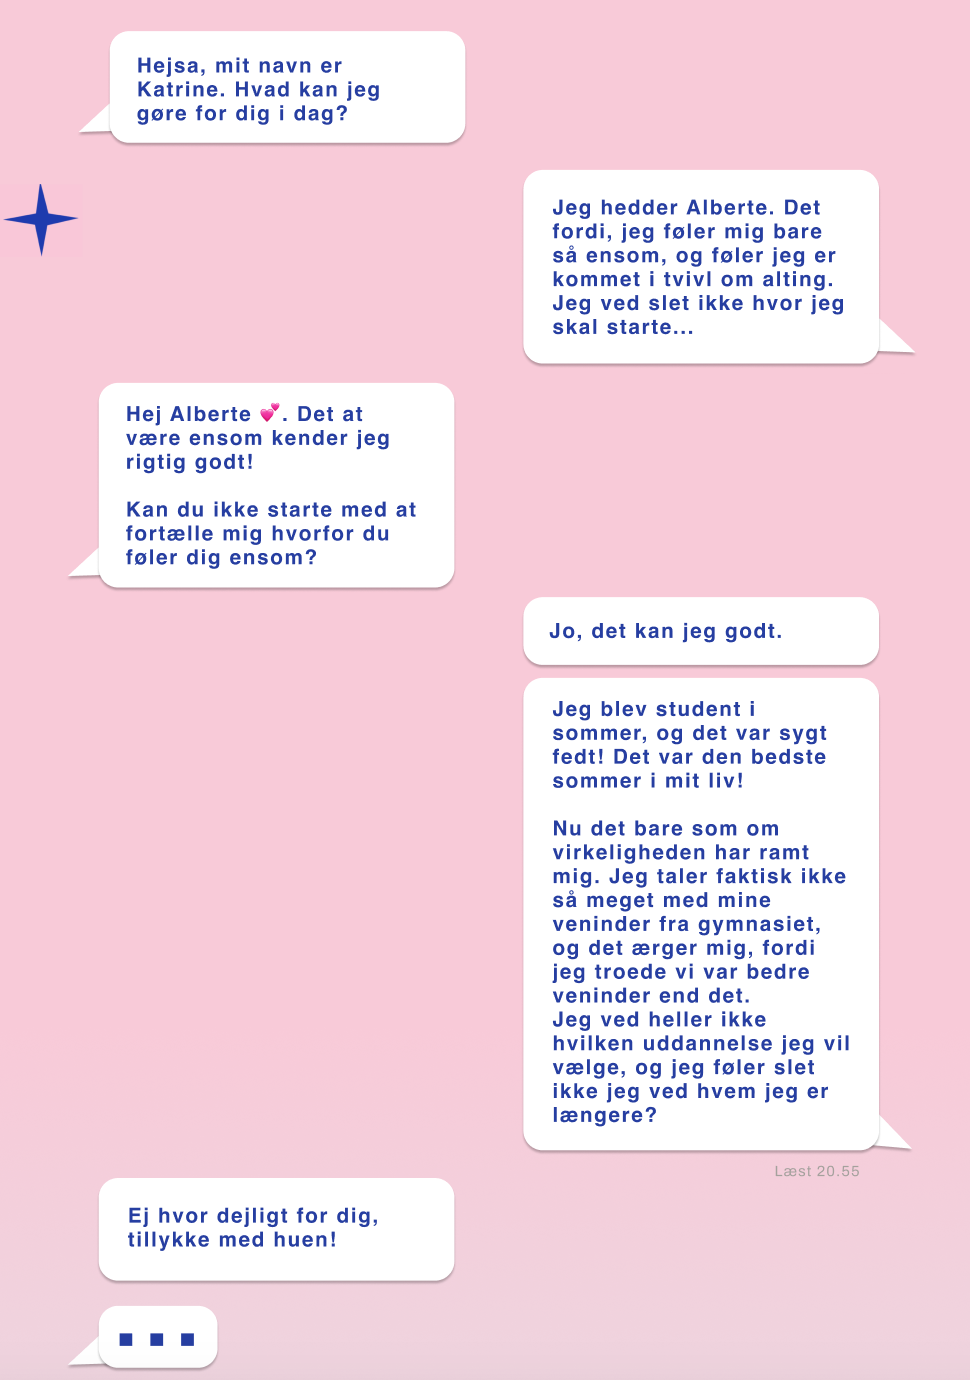 Hejsa, mit navn er
Katrine. Hvad kan jeg
gøre for dig i dag?
Jeg hedder Alberte. Det
fordi, jeg føler mig bare
så ensom, og føler jeg er
kommet i tvivl om alting.
Jeg ved slet ikke hvor jeg
skal starte...
Hej Alberte 💕. Det at
være ensom kender jeg
rigtig godt!
Kan du ikke starte med at
fortælle mig hvorfor du
føler dig ensom?
Jo, det kan jeg godt.
Jeg blev student i
sommer, og det var sygt
fedt! Det var den bedste
sommer i mit liv!
Nu det bare som om
virkeligheden har ramt
mig. Jeg taler faktisk ikke
så meget med mine
veninder fra gymnasiet,
og det ærger mig, fordi
jeg troede vi var bedre
veninder end det.
Jeg ved heller ikke
hvilken uddannelse jeg vil
vælge, og jeg føler slet
ikke jeg ved hvem jeg er
længere?
Læst 20.55
Ej hvor dejligt for dig,
tillykke med huen!